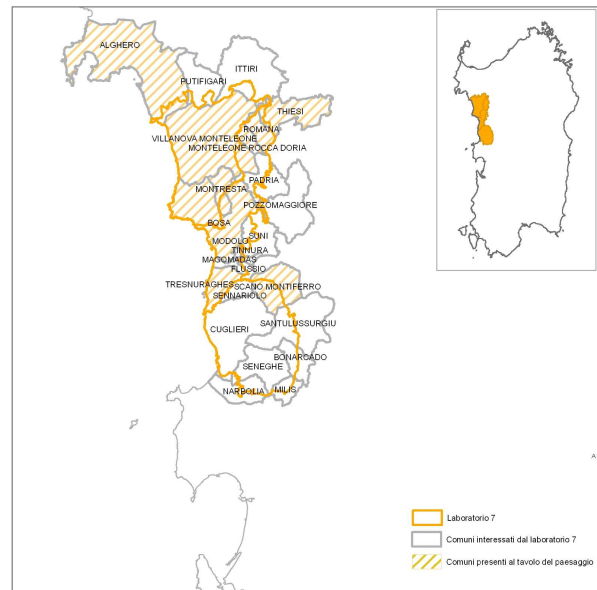 ALGHERO
ITTIRI
PUTIFIGARI
THIESI
ROMANA
VILLANOVA MONTELEONE
MONTELEONE ROCCA DORIA
PADRIA
MONTRESTA
POZZOMAGGIORE
BOSA
SUNI
MODOLO
TINNURA
MAGOMADAS
FLUSSIO
TRESNURAGHES
SCANO MONTIFERRO
SENNARIOLO
SANTULUSSURGIU
CUGLIERI
BONARCADO
SENEGHE
NARBOLIA
MILIS
A
Laboratorio 7
Comuni interessati dal laboratorio 7
Comuni presenti al tavolo del paesaggio